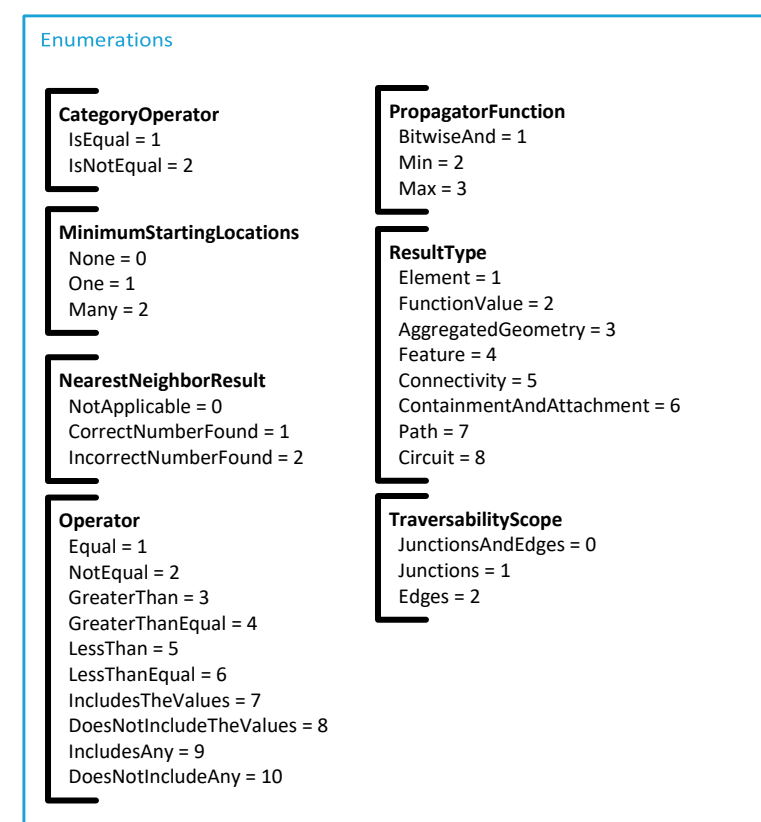 Enumerations
CategoryOperator
IsEqual = 1
IsNotEqual = 2
MinimumStartingLocations
None = 0
One = 1
Many = 2
NearestNeighborResult
NotApplicable = 0
CorrectNumberFound = 1
IncorrectNumberFound = 2
Operator
Equal = 1
NotEqual = 2
GreaterThan = 3
GreaterThanEqual = 4
LessThan = 5
LessThanEqual = 6
IncludesTheValues = 7
DoesNotIncludeTheValues = 8
IncludesAny = 9
DoesNotIncludeAny = 10
PropagatorFunction
BitwiseAnd = 1
Min = 2
Max = 3
ResultType
Element = 1
FunctionValue = 2
AggregatedGeometry = 3
Feature = 4
Connectivity = 5
ContainmentAndAttachment = 6
Path = 7
Circuit = 8
TraversabilityScope
JunctionsAndEdges = 0
Junctions = 1
Edges = 2